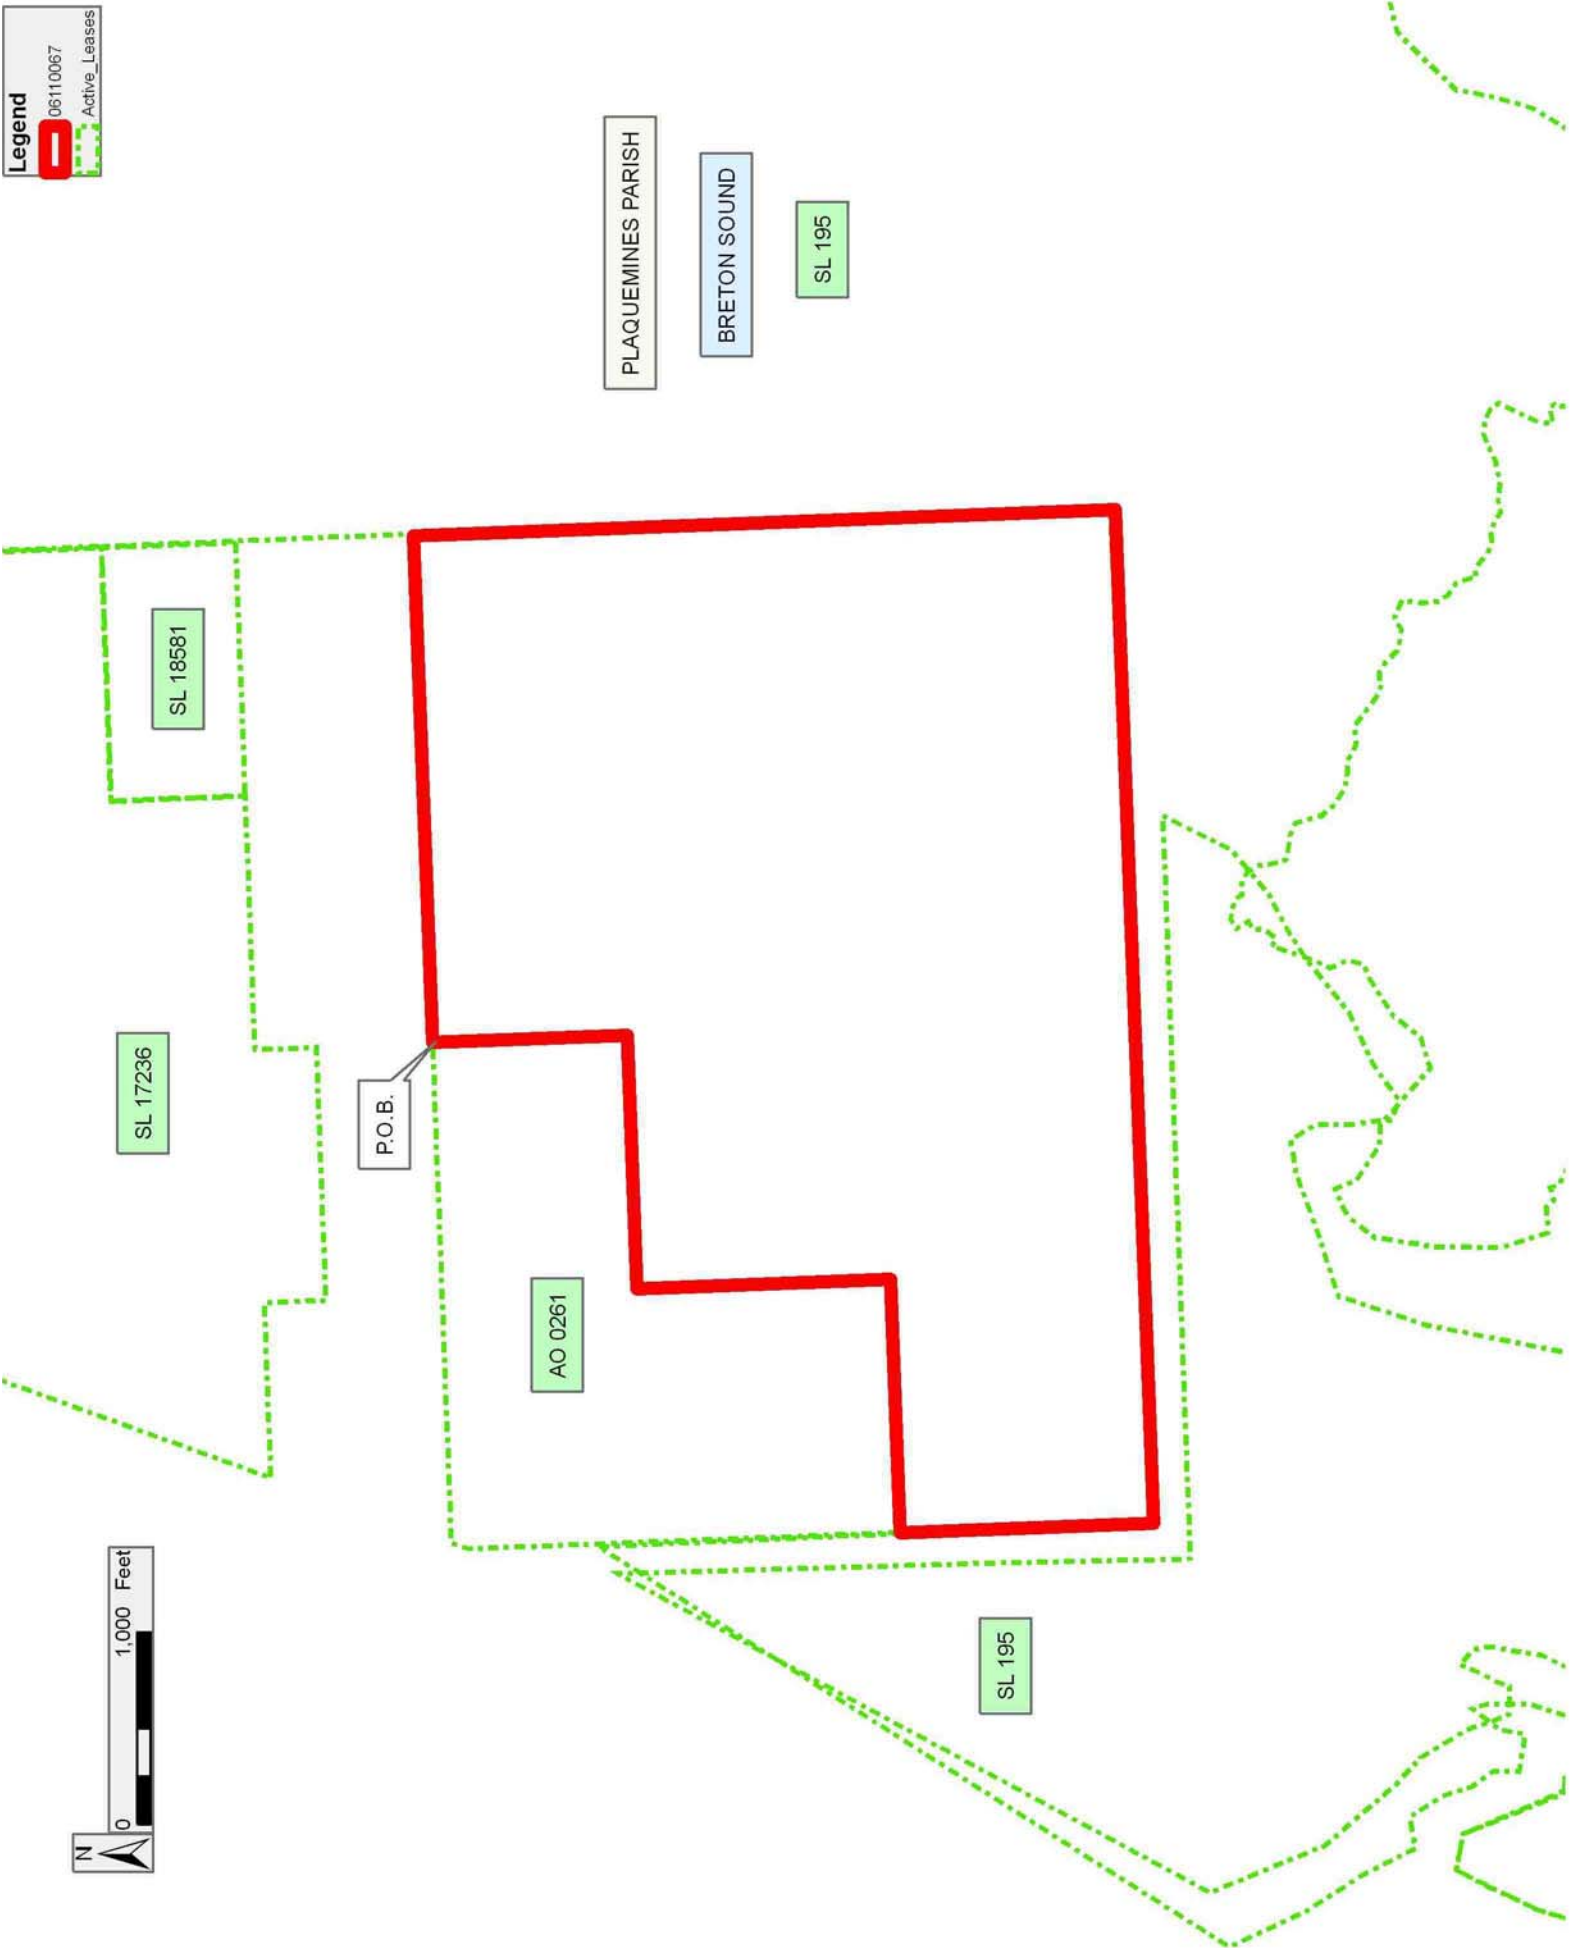 Legend
06110067
Active_Leases
PLAQUEMINES PARISH
BRETON SOUND
SL 195
SL 18581
SL 17236
P.O.B.
AO 0261
SL 195
0 1,000 Feet
N